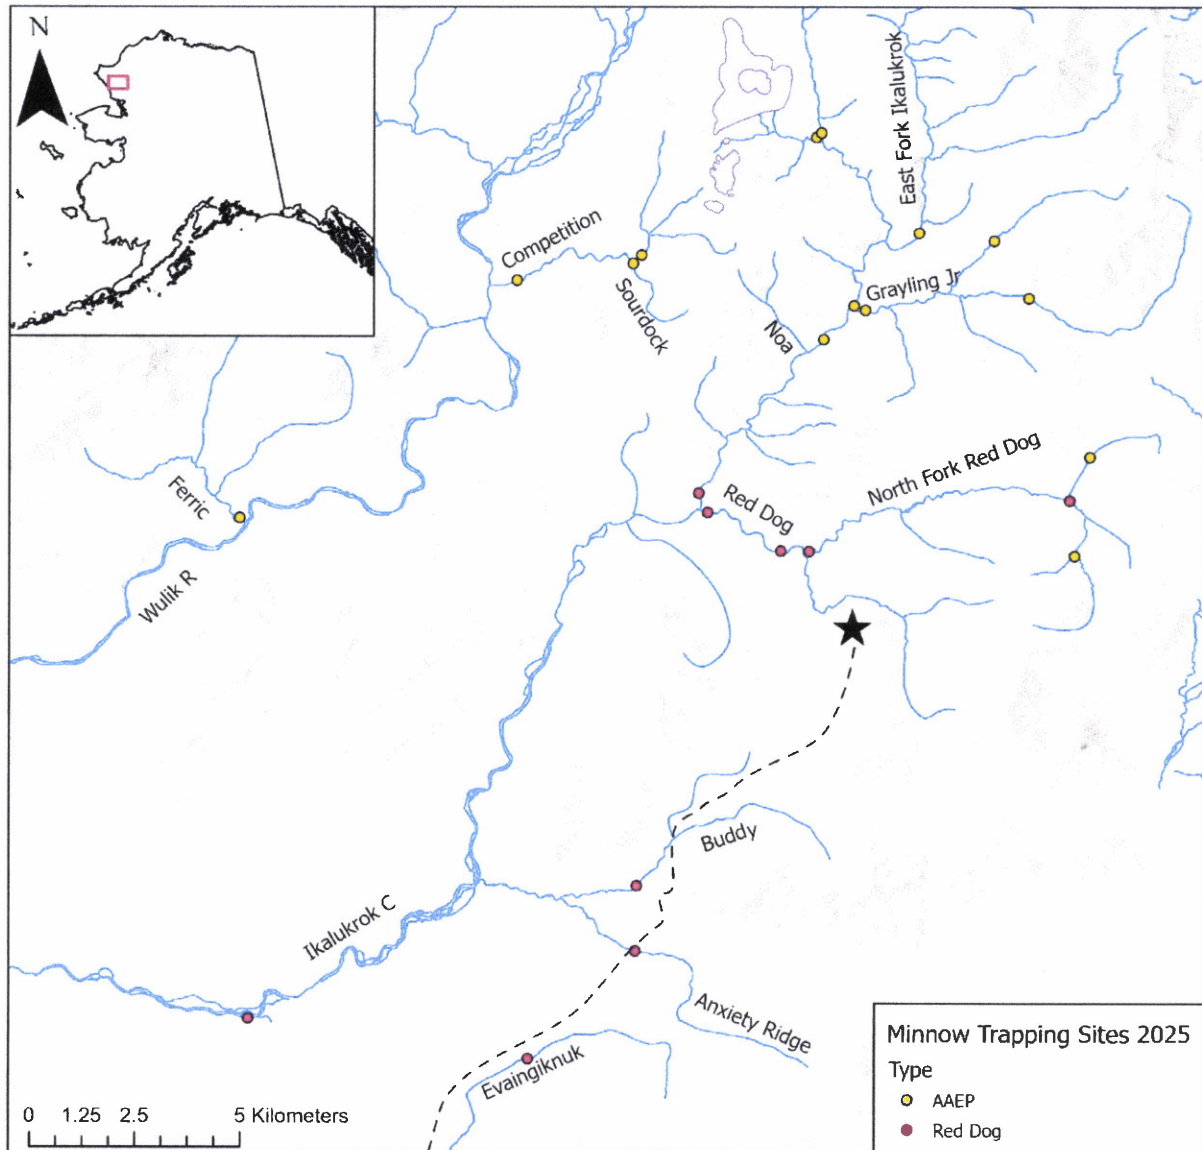 N
East Fork Ikalukrok
Competition
Sourdock
Grayling Jr
Noa
Ferric
Red Dog
North Fork Red Dog
Wulik R
Buddy
Ikalukrok C
Anxiety Ridge
Evaingiknuk
0 1.25 2.5 5 Kilometers
Minnow Trapping Sites 2025
Type
AAEP
Red Dog